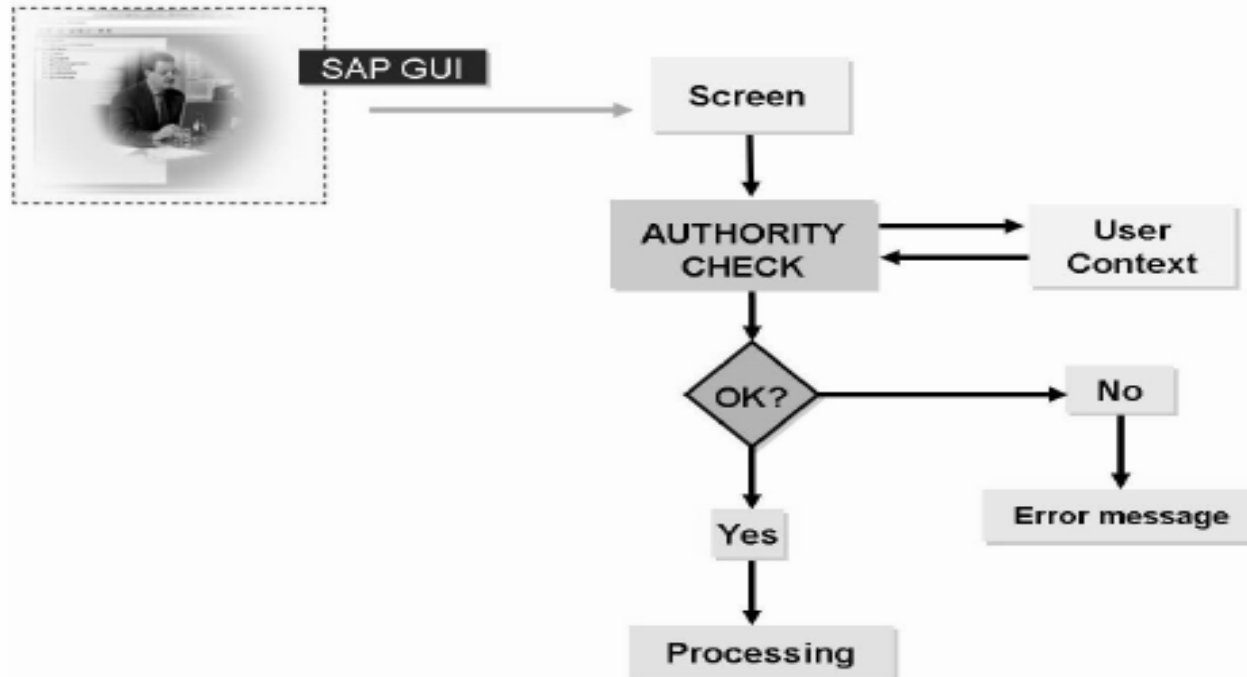 SAP GUI
Screen
AUTHORITY
CHECK
User
Context
OK?
No
Yes
Error message
Processing